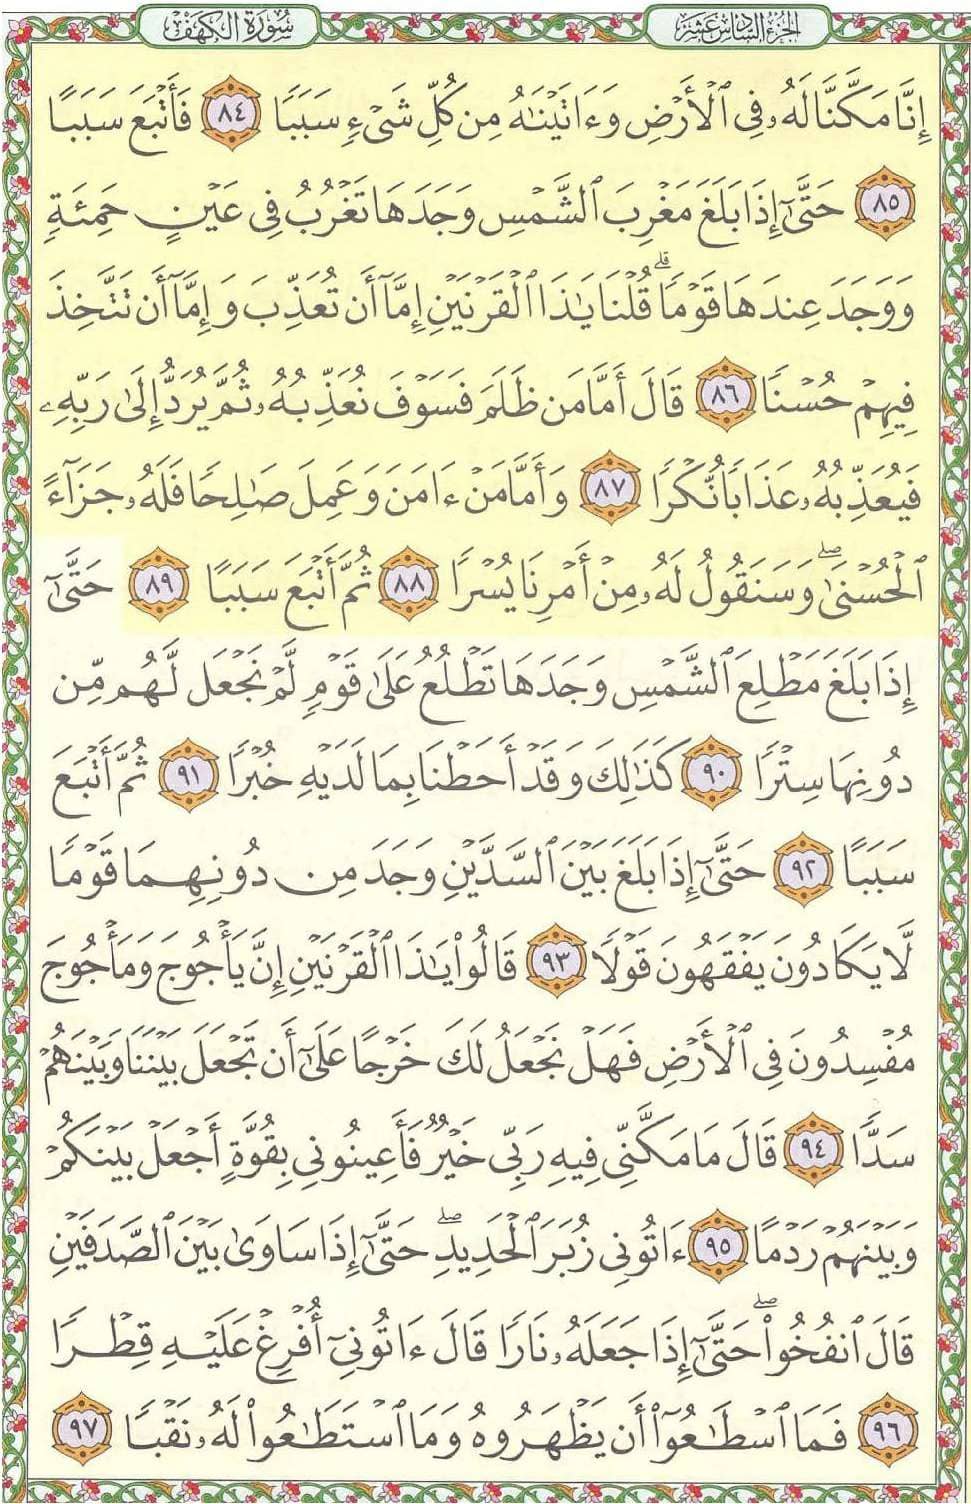 الجزء السادس عشر
سورة الكهف
إِنَّا مَكَّنَّا لَهُۥ فِى ٱلْأَرْضِ وَءَاتَيْنَٰهُ مِن كُلِّ شَىْءٍ سَبَبًا ٨٤ فَأَتْبَعَ سَبَبًا
٨٥ حَتَّىٰٓ إِذَا بَلَغَ مَغْرِبَ ٱلشَّمْسِ وَجَدَهَا تَغْرُبُ فِى عَيْنٍ حَمِئَةٍ
وَوَجَدَ عِندَهَا قَوْمًا ۗ قُلْنَا يَٰذَا ٱلْقَرْنَيْنِ إِمَّآ أَن تُعَذِّبَ وَإِمَّآ أَن تَتَّخِذَ
فِيهِمْ حُسْنًا ٨٦ قَالَ أَمَّا مَن ظَلَمَ فَسَوْفَ نُعَذِّبُهُۥ ثُمَّ يُرَدُّ إِلَىٰ رَبِّهِۦ
فَيُعَذِّبُهُۥ عَذَابًا نُّكْرًا ٨٧ وَأَمَّا مَنْ ءَامَنَ وَعَمِلَ صَٰلِحًا فَلَهُۥ جَزَآءً
ٱلْحُسْنَىٰ ۖ وَسَنَقُولُ لَهُۥ مِنْ أَمْرِنَا يُسْرًا ٨٨ ثُمَّ أَتْبَعَ سَبَبًا ٨٩ حَتَّىٰٓ
إِذَا بَلَغَ مَطْلِعَ ٱلشَّمْسِ وَجَدَهَا تَطْلُعُ عَلَىٰ قَوْمٍ لَّمْ نَجْعَل لَّهُم مِّن
دُونِهَا سِتْرًا ٩٠ كَذَٰلِكَ وَقَدْ أَحَطْنَا بِمَا لَدَيْهِ خُبْرًا ٩١ ثُمَّ أَتْبَعَ
سَبَبًا ٩٢ حَتَّىٰٓ إِذَا بَلَغَ بَيْنَ ٱلسَّدَّيْنِ وَجَدَ مِن دُونِهِمَا قَوْمًا
لَّا يَكَادُونَ يَفْقَهُونَ قَوْلًا ٩٣ قَالُوا۟ يَٰذَا ٱلْقَرْنَيْنِ إِنَّ يَأْجُوجَ وَمَأْجُوجَ
مُفْسِدُونَ فِى ٱلْأَرْضِ فَهَلْ نَجْعَلُ لَكَ خَرْجًا عَلَىٰٓ أَن تَجْعَلَ بَيْنَنَا وَبَيْنَهُمْ
سَدًّا ٩٤ قَالَ مَا مَكَّنِّى فِيهِ رَبِّى خَيْرٌ فَأَعِينُونِى بِقُوَّةٍ أَجْعَلْ بَيْنَكُمْ
وَبَيْنَهُمْ رَدْمًا ٩٥ ءَاتُونِى زُبَرَ ٱلْحَدِيدِ ۖ حَتَّىٰٓ إِذَا سَاوَىٰ بَيْنَ ٱلصَّدَفَيْنِ
قَالَ ٱنفُخُوا۟ ۖ حَتَّىٰٓ إِذَا جَعَلَهُۥ نَارًا قَالَ ءَاتُونِىٓ أُفْرِغْ عَلَيْهِ قِطْرًا
٩٦ فَمَا ٱسْطَٰعُوٓا۟ أَن يَظْهَرُوهُ وَمَا ٱسْتَطَٰعُوا۟ لَهُۥ نَقْبًا ٩٧